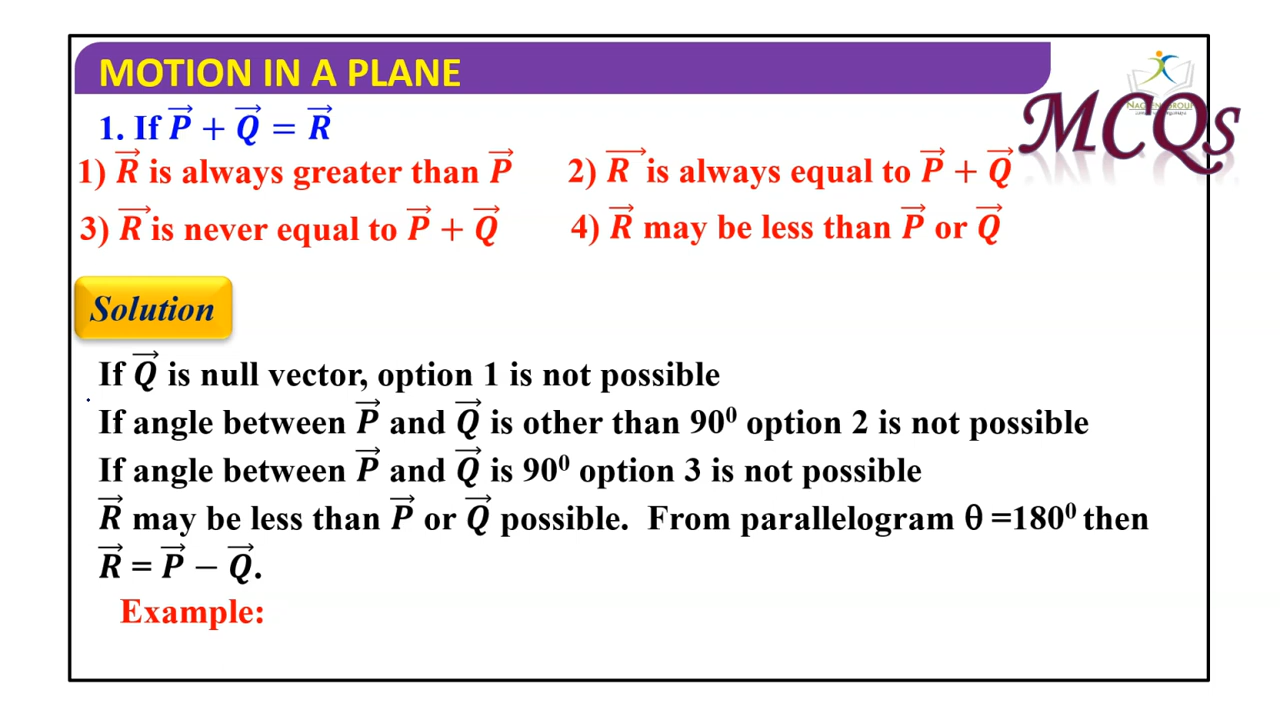 MOTION IN A PLANE
MCQs
1. If P⃗ + Q⃗ = R⃗
1) R⃗ is always greater than P⃗
2) R⃗ is always equal to P⃗ + Q⃗
3) R⃗ is never equal to P⃗ + Q⃗
4) R⃗ may be less than P⃗ or Q⃗
Solution
If Q⃗ is null vector, option 1 is not possible
If angle between P⃗ and Q⃗ is other than 90⁰ option 2 is not possible
If angle between P⃗ and Q⃗ is 90⁰ option 3 is not possible
R⃗ may be less than P⃗ or Q⃗ possible. From parallelogram θ =180⁰ then
R⃗ = P⃗ − Q⃗.
Example: